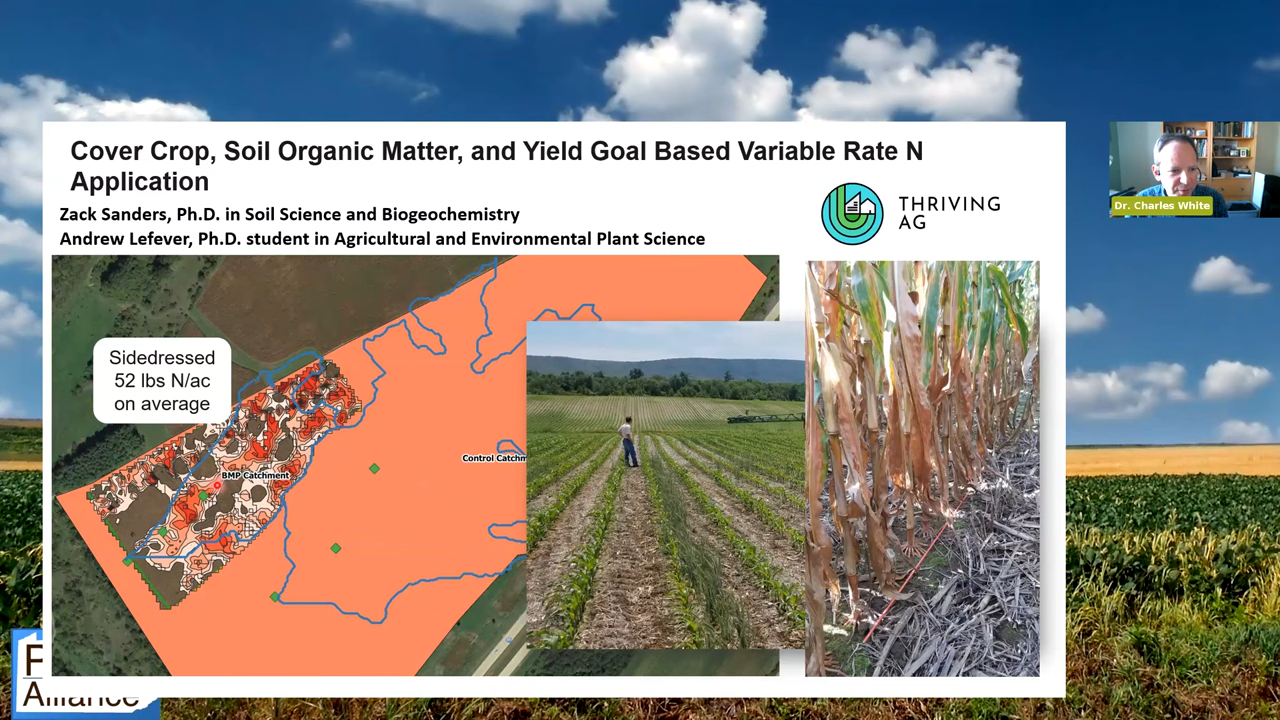 Cover Crop, Soil Organic Matter, and Yield Goal Based Variable Rate N
Application
Zack Sanders, Ph.D. in Soil Science and Biogeochemistry
Andrew Lefever, Ph.D. student in Agricultural and Environmental Plant Science
THRIVING
AG
Dr. Charles White
Sidedressed
52 lbs N/ac
on average
Control Catchm
BMP Catchment
F
Alliance